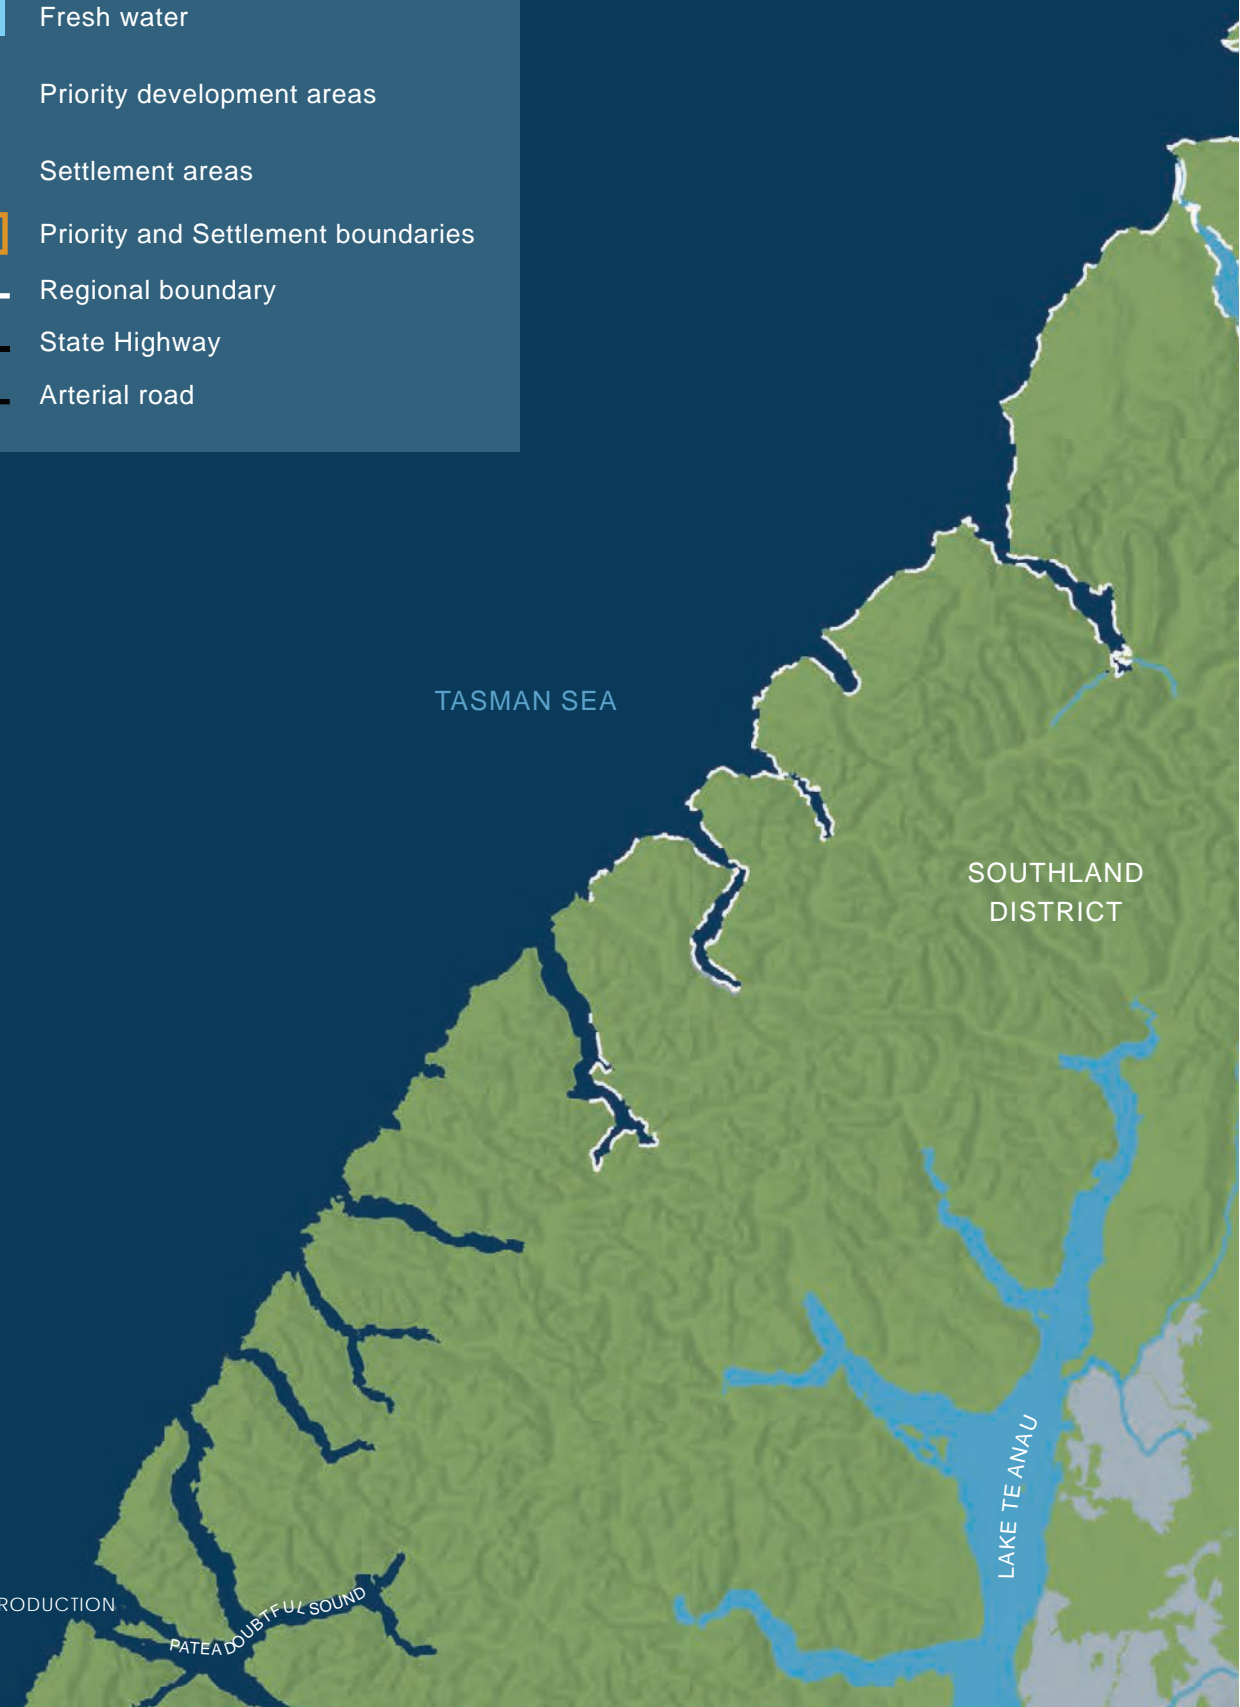 Fresh water
Priority development areas
Settlement areas
Priority and Settlement boundaries
Regional boundary
State Highway
Arterial road
TASMAN SEA
SOUTHLAND
DISTRICT
LAKE TE ANAU
RODUCTION
PATEA DOUBTFUL SOUND